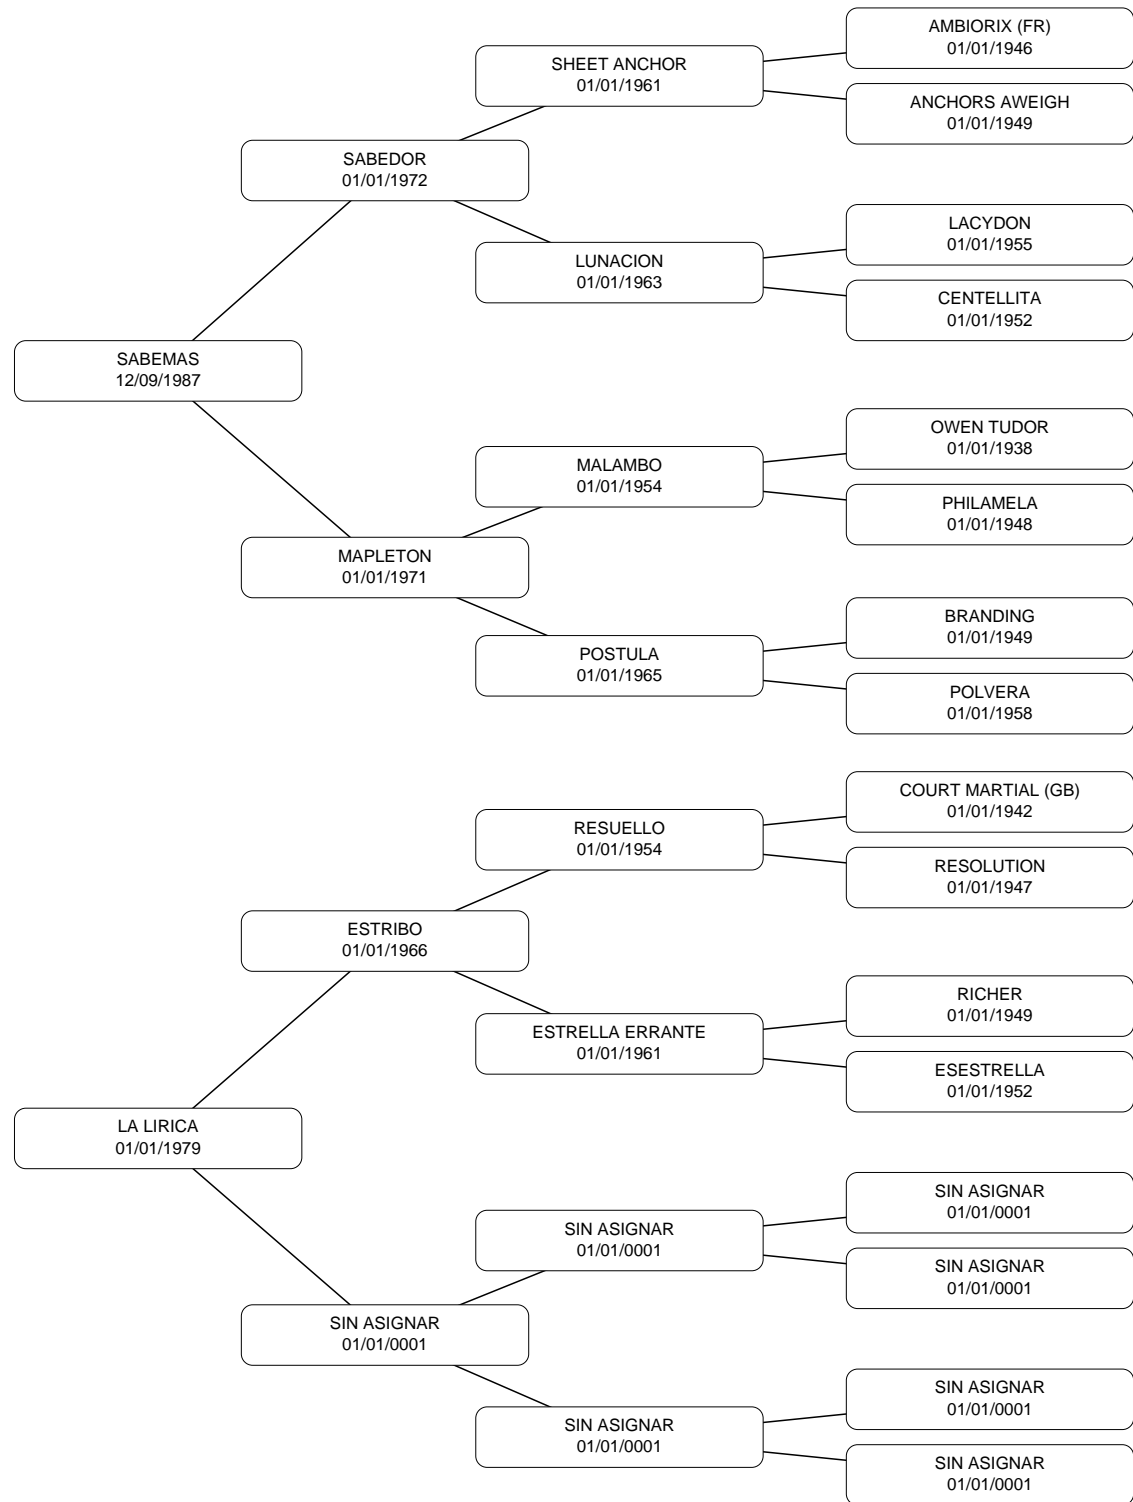 AMBIORIX (FR)
01/01/1946
SHEET ANCHOR
01/01/1961
ANCHORS AWEIGH
01/01/1949
SABEDOR
01/01/1972
LACYDON
01/01/1955
LUNACION
01/01/1963
CENTELLITA
01/01/1952
SABEMAS
12/09/1987
OWEN TUDOR
01/01/1938
MALAMBO
01/01/1954
PHILAMELA
01/01/1948
MAPLETON
01/01/1971
BRANDING
01/01/1949
POSTULA
01/01/1965
POLVERA
01/01/1958
COURT MARTIAL (GB)
01/01/1942
RESUELLO
01/01/1954
RESOLUTION
01/01/1947
ESTRIBO
01/01/1966
RICHER
01/01/1949
ESTRELLA ERRANTE
01/01/1961
ESESTRELLA
01/01/1952
LA LIRICA
01/01/1979
SIN ASIGNAR
01/01/0001
SIN ASIGNAR
01/01/0001
SIN ASIGNAR
01/01/0001
SIN ASIGNAR
01/01/0001
SIN ASIGNAR
01/01/0001
SIN ASIGNAR
01/01/0001
SIN ASIGNAR
01/01/0001